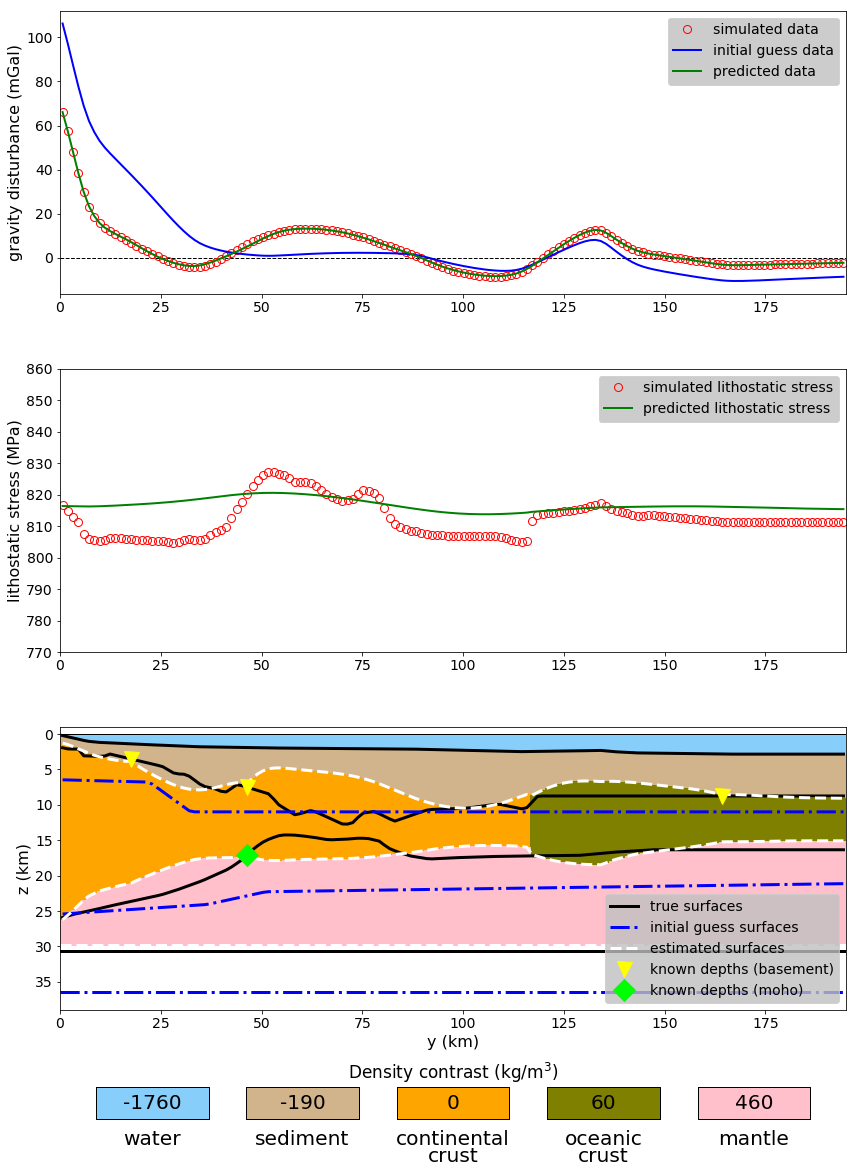 simulated data
initial guess data
predicted data
gravity disturbance (mGal)
100
80
60
40
20
0
0 25 50 75 100 125 150 175
simulated lithostatic stress
predicted lithostatic stress
lithostatic stress (MPa)
860
850
840
830
820
810
800
790
780
770
0 25 50 75 100 125 150 175
z (km)
0
5
10
15
20
25
30
35
true surfaces
initial guess surfaces
estimated surfaces
known depths (basement)
known depths (moho)
0 25 50 75 100 125 150 175
y (km)
Density contrast (kg/m³)
-1760 -190 0 60 460
water sediment continental oceanic mantle
crust crust